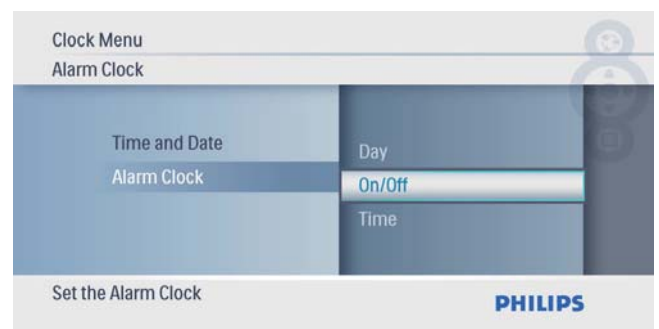 Clock Menu
Alarm Clock
Time and Date
Alarm Clock
Day
On/Off
Time
Set the Alarm Clock
PHILIPS